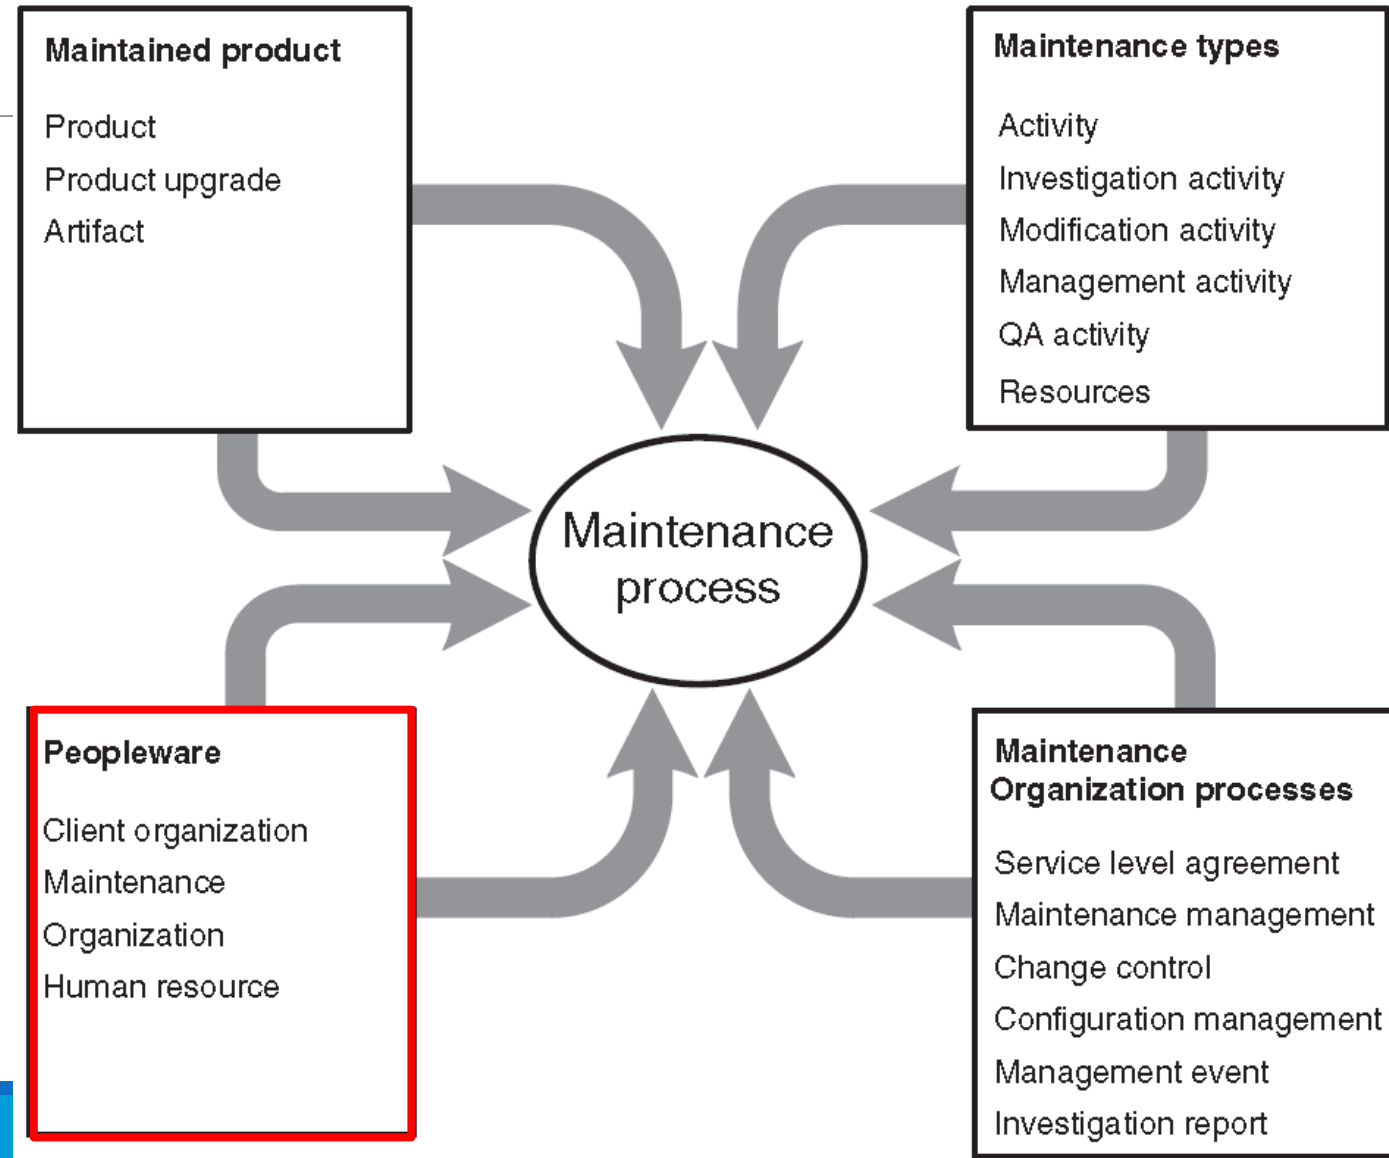 Maintained product
Product
Product upgrade
Artifact
Maintenance types
Activity
Investigation activity
Modification activity
Management activity
QA activity
Resources
Maintenance
process
Peopleware
Client organization
Maintenance
Organization
Human resource
Maintenance
Organization processes
Service level agreement
Maintenance management
Change control
Configuration management
Management event
Investigation report